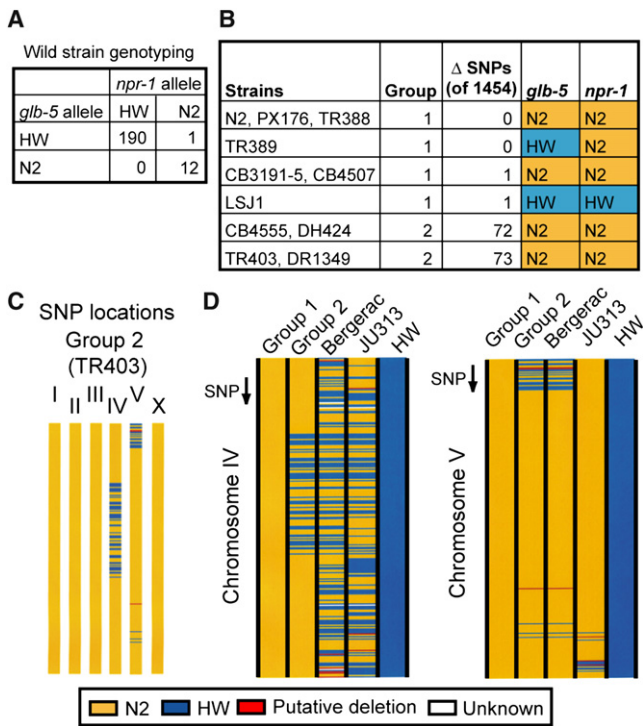 A
Wild strain genotyping
npr-1 allele
glb-5 allele HW N2
HW 190 1
N2 0 12
B
Strains Group Δ SNPs (of 1454) glb-5 npr-1
N2, PX176, TR388 1 0 N2 N2
TR389 1 0 HW N2
CB3191-5, CB4507 1 1 N2 N2
LSJ1 1 1 HW HW
CB4555, DH424 2 72 N2 N2
TR403, DR1349 2 73 N2 N2
C
SNP locations
Group 2
(TR403)
I II III IV V X
D
Group 1 Group 2 Bergerac JU313 HW
SNP
Chromosome IV
Group 1 Group 2 Bergerac JU313 HW
SNP
Chromosome V
N2 HW Putative deletion Unknown